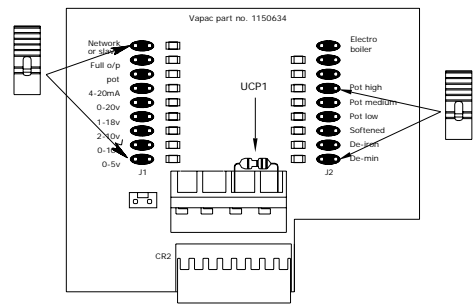 Vapac part no. 1150634
Network
or slave
Full o/p
pot
4-20mA
0-20v
1-18v
2-10v
0-10v
0-5v
J1
UCP1
Electro
boiler
Pot high
Pot medium
Pot low
Softened
De-iron
De-min
J2
CR2